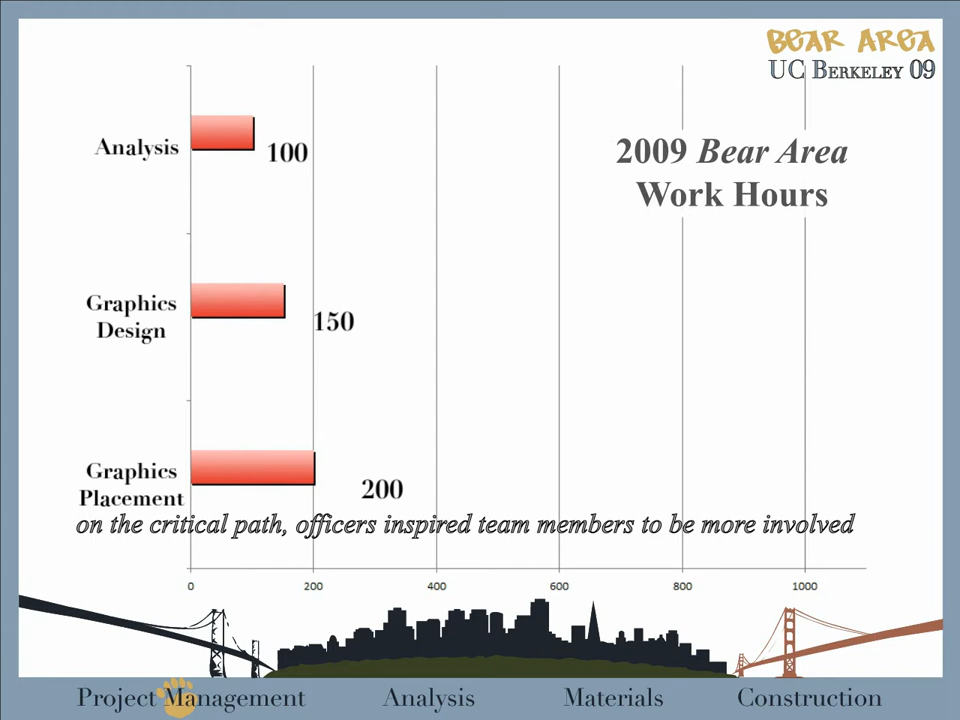 BEAR AREA
UC BERKELEY 09
2009 Bear Area
Work Hours
Analysis
100
Graphics
Design
150
Graphics
Placement
200
on the critical path, officers inspired team members to be more involved
0 200 400 600 800 1000
Project Management Analysis Materials Construction